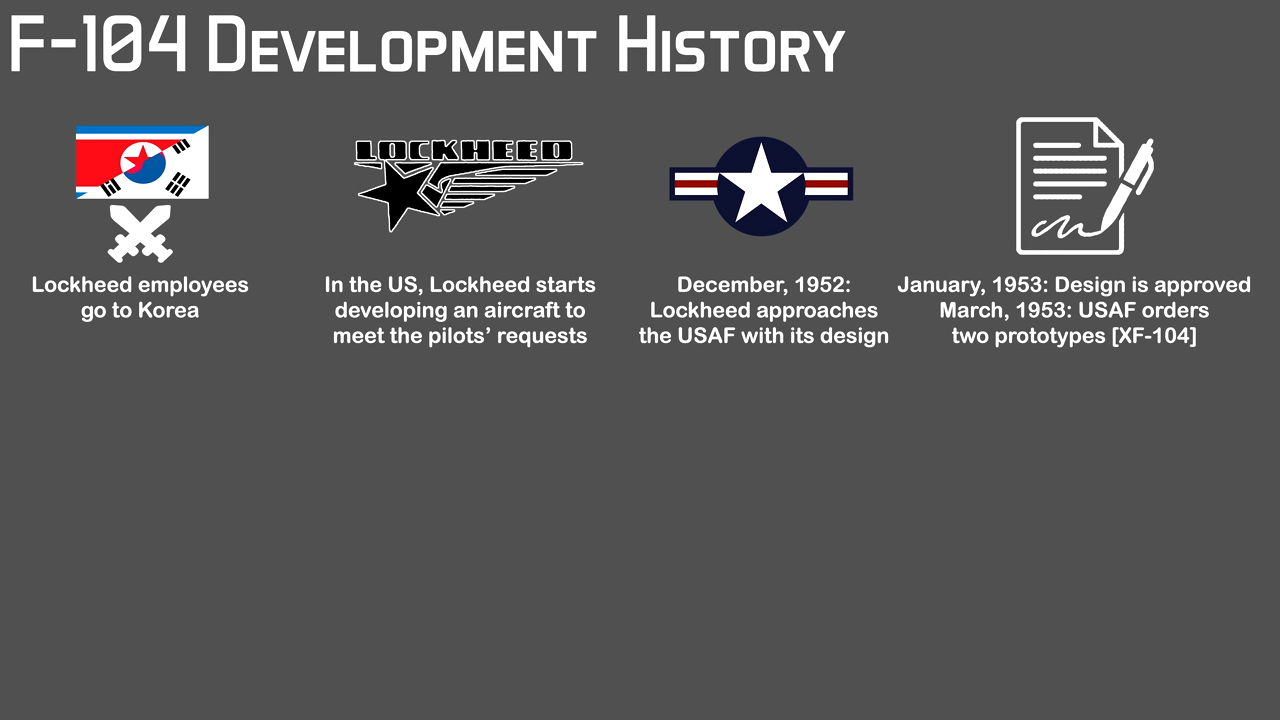 F-104 Development History
LOCKHEED
Lockheed employees
go to Korea
In the US, Lockheed starts
developing an aircraft to
meet the pilots’ requests
December, 1952:
Lockheed approaches
the USAF with its design
January, 1953: Design is approved
March, 1953: USAF orders
two prototypes [XF-104]